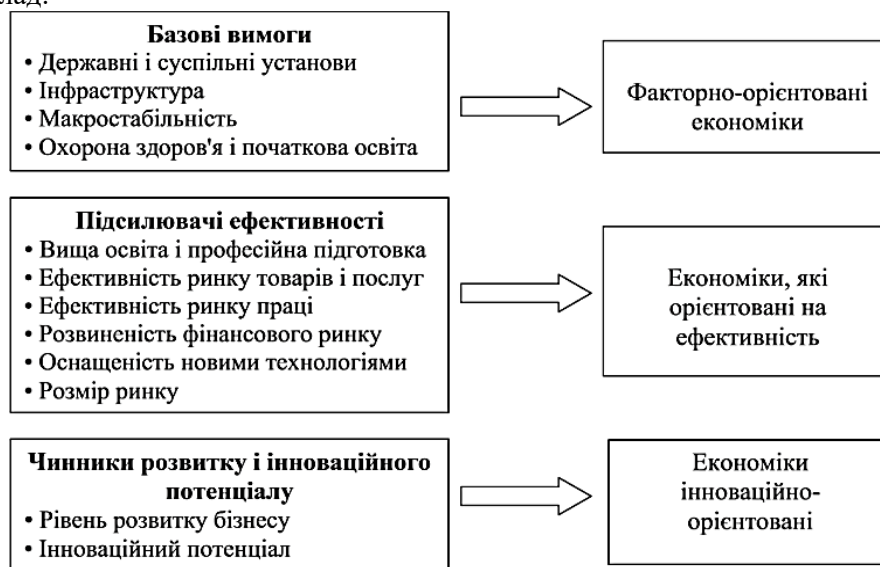 Базові вимоги
• Державні і суспільні установи
• Інфраструктура
• Макростабільність
• Охорона здоров'я і початкова освіта
Факторно-орієнтовані
економіки
Підсилювачі ефективності
• Вища освіта і професійна підготовка
• Ефективність ринку товарів і послуг
• Ефективність ринку праці
• Розвиненість фінансового ринку
• Оснащеність новими технологіями
• Розмір ринку
Економіки, які
орієнтовані на
ефективність
Чинники розвитку і інноваційного
потенціалу
• Рівень розвитку бізнесу
• Інноваційний потенціал
Економіки
інноваційно-
орієнтовані